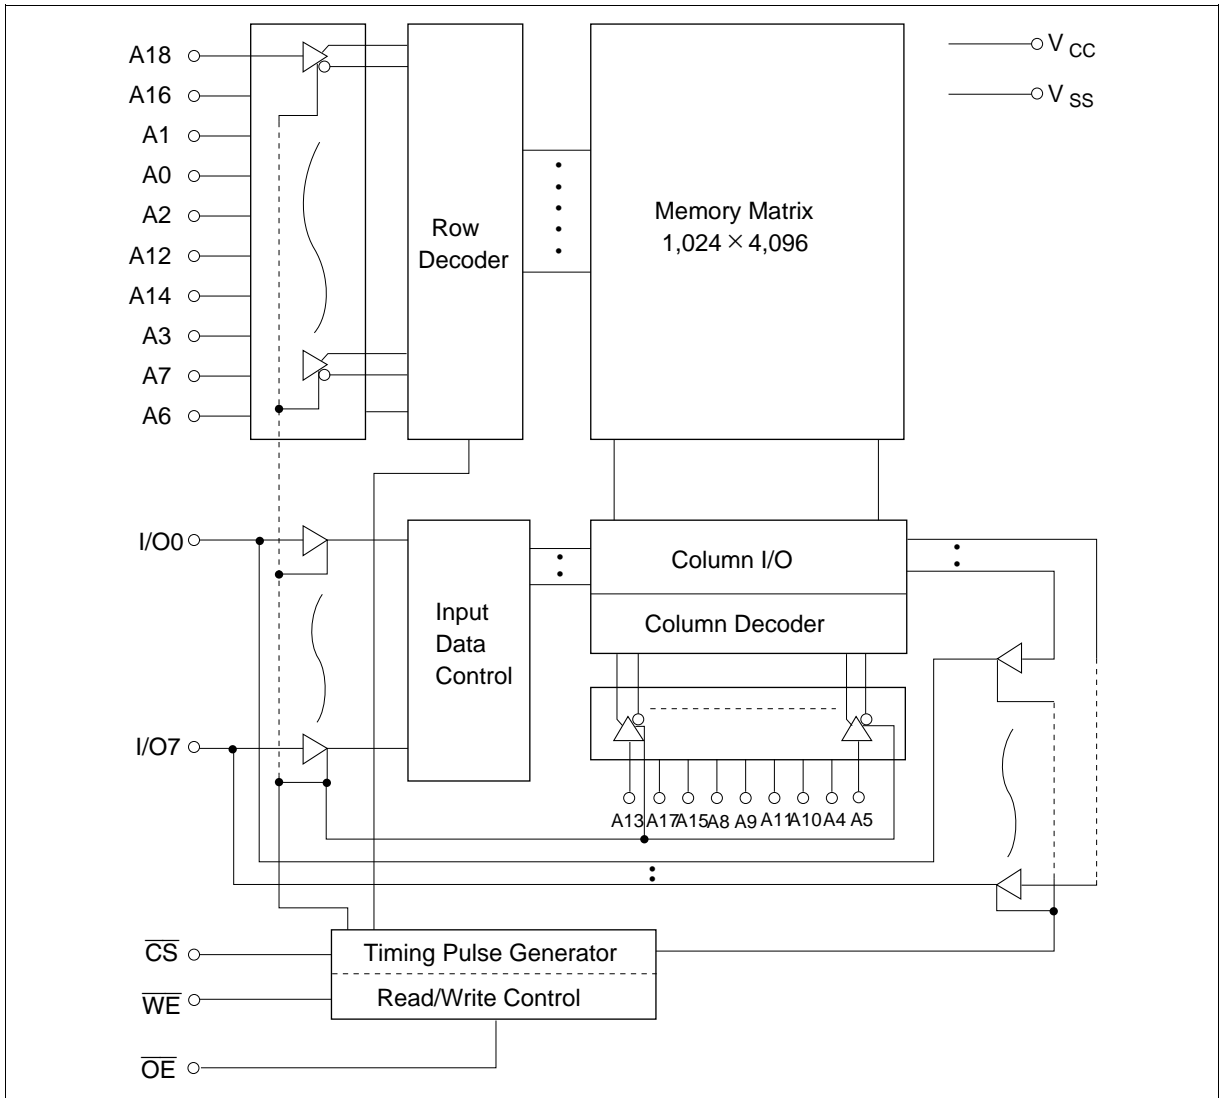 A18
A16
A1
A0
A2
A12
A14
A3
A7
A6
Row
Decoder
Memory Matrix
1,024 × 4,096
V CC
V SS
I/O0
I/O7
Input
Data
Control
Column I/O
Column Decoder
A13 A17 A15 A8 A9 A11 A10 A4 A5
CS
WE
OE
Timing Pulse Generator
Read/Write Control